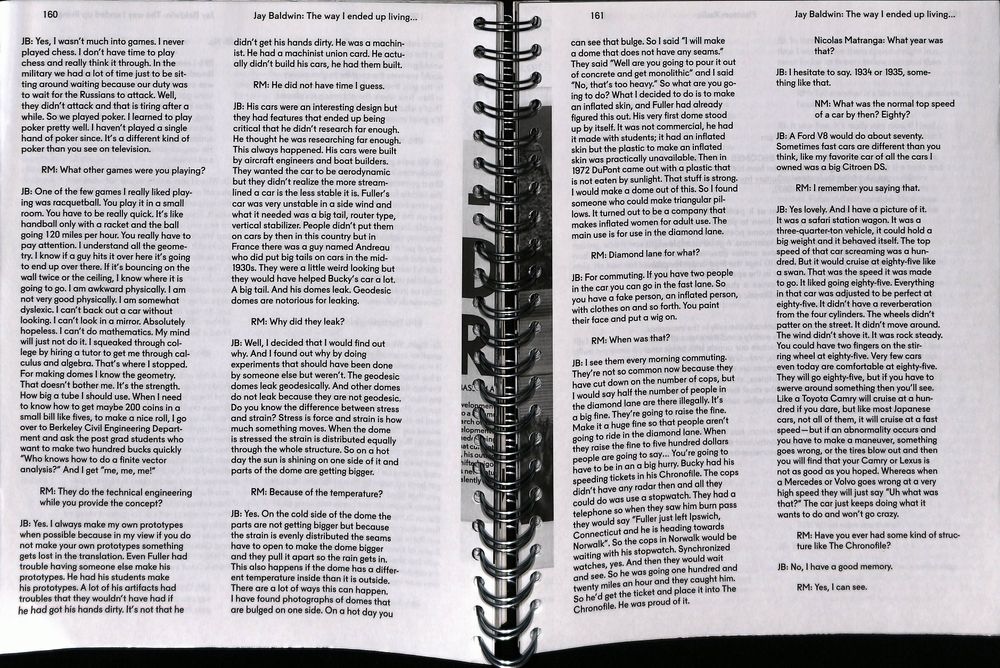 160
Jay Baldwin: The way I ended up living...
JB: Yes, I wasn't much into games. I never
played chess. I don't have time to play
chess and really think it through. In the
military we had a lot of time just to be sit-
ting around waiting because our duty was
to wait for the Russians to attack. Well,
they didn't attack and that is tiring after a
while. So we played poker. I learned to play
poker pretty well. I haven't played a single
hand of poker since. It's a different kind of
poker than you see on television.
RM: What other games were you playing?
JB: One of the few games I really liked play-
ing was racquetball. You play it in a small
room. You have to be really quick. It's like
handball only with a racket and the ball
going 120 miles per hour. You really have to
pay attention. I understand all the geome-
try. I know if a guy hits it over here it's going
to end up over there. If it's bouncing on the
wall twice or the ceiling, I know where it is
going to go. I am awkward physically. I am
not very good physically. I am somewhat
dyslexic. I can't back out a car without
looking. I can't look in a mirror. Absolutely
hopeless. I can't do mathematics. My mind
will just not do it. I squeaked through col-
lege by hiring a tutor to get me through cal-
culus and algebra. That's where I stopped.
For making domes I know the geometry.
That doesn't bother me. It's the strength.
How big a tube I should use. When I need
to know how to get maybe 200 coins in a
small bill like fives, to make a nice roll, I go
over to Berkeley Civil Engineering Depart-
ment and ask the post grad students who
want to make two hundred bucks quickly
"Who knows how to do a finite vector
analysis?" And I get "me, me, me!"
RM: They do the technical engineering
while you provide the concept?
JB: Yes. I always make my own prototypes
when possible because in my view if you do
not make your own prototypes something
gets lost in the translation. Even Fuller had
trouble having someone else make his
prototypes. He had his students make
his prototypes. A lot of his artifacts had
troubles that they wouldn't have had if
he had got his hands dirty. It's not that he
didn't get his hands dirty. He was a machin-
ist. He had a machinist union card. He actu-
ally didn't build his cars, he had them built.
RM: He did not have time I guess.
JB: His cars were an interesting design but
they had features that ended up being
critical that he didn't research far enough.
He thought he was researching far enough.
This always happened. His cars were built
by aircraft engineers and boat builders.
They wanted the car to be aerodynamic
but they didn't realize the more stream-
lined a car is the less stable it is. Fuller's
car was very unstable in a side wind and
what it needed was a big tail, router type,
vertical stabilizer. People didn't put them
on cars by then in this country but in
France there was a guy named Andreau
who did put big tails on cars in the mid-
1930s. They were a little weird looking but
they would have helped Bucky's car a lot.
A big tail. And his domes leak. Geodesic
domes are notorious for leaking.
RM: Why did they leak?
JB: Well, I decided that I would find out
why. And I found out why by doing
experiments that should have been done
by someone else but weren't. The geodesic
domes leak geodesically. And other domes
do not leak because they are not geodesic.
Do you know the difference between stress
and strain? Stress is force and strain is how
much something moves. When the dome
is stressed the strain is distributed equally
through the whole structure. So on a hot
day the sun is shining on one side of it and
parts of the dome are getting bigger.
RM: Because of the temperature?
JB: Yes. On the cold side of the dome the
parts are not getting bigger but because
the strain is evenly distributed the seams
have to open to make the dome bigger
and they pull it apart so the rain gets in.
This also happens if the dome has a differ-
ent temperature inside than it is outside.
There are a lot of ways this can happen.
I have found photographs of domes that
are bulged on one side. On a hot day you
161
Jay Baldwin: The way I ended up living...
can see that bulge. So I said "I will make
a dome that does not have any seams."
They said "Well are you going to pour it out
of concrete and get monolithic" and I said
"No, that's too heavy." So what are you go-
ing to do? What I decided to do is to make
an inflated skin, and Fuller had already
figured this out. His very first dome stood
up by itself. It was not commercial, he had
it made with students; it had an inflated
skin but the plastic to make an inflated
skin was practically unavailable. Then in
1972 DuPont came out with a plastic that
is not eaten by sunlight. That stuff is strong.
I would make a dome out of this. So I found
someone who could make triangular pil-
lows. It turned out to be a company that
makes inflated women for adult use. The
main use is for use in the diamond lane.
RM: Diamond lane for what?
JB: For commuting. If you have two people
in the car you can go in the fast lane. So
you have a fake person, an inflated person,
with clothes on and so forth. You paint
their face and put a wig on.
RM: When was that?
JB: I see them every morning commuting.
They're not so common now because they
have cut down on the number of cops, but
I would say half the number of people in
the diamond lane are there illegally. It's
a big fine. They're going to raise the fine.
Make it a huge fine so that people aren't
going to ride in the diamond lane. When
they raise the fine to five hundred dollars
people are going to say... You're going to
have to be in an a big hurry. Bucky had his
speeding tickets in his Chronofile. The cops
didn't have any radar then and all they
could do was use a stopwatch. They had a
telephone so when they saw him burn past
they would say "Fuller just left Ipswich,
Connecticut and he is heading towards
Norwalk". So the cops in Norwalk would be
waiting with his stopwatch. Synchronized
watches, yes. And then they would wait
and see. So he was going one hundred and
twenty miles an hour and they caught him.
So he'd get the ticket and place it into The
Chronofile. He was proud of it.
Nicolas Matranga: What year was
that?
JB: I hesitate to say. 1934 or 1935, some-
thing like that.
NM: What was the normal top speed
of a car by then? Eighty?
JB: A Ford V8 would do about seventy.
Sometimes fast cars are different than you
think, like my favorite car of all the cars I
owned was a big Citroen DS.
RM: I remember you saying that.
JB: Yes lovely. And I have a picture of it.
It was a safari station wagon. It was a
three-quarter-ton vehicle, it could hold a
big weight and it behaved itself. The top
speed of that car screaming was a hun-
dred. But it would cruise at eighty-five like
a swan. That was the speed it was made
to go. It liked going eighty-five. Everything
in that car was adjusted to be perfect at
eighty-five. It didn't have a reverberation
from the four cylinders. The wheels didn't
patter on the street. It didn't move around.
The wind didn't shove it. It was rock steady.
You could have two fingers on the stir-
ring wheel at eighty-five. Very few cars
even today are comfortable at eighty-five.
They will go eighty-five, but if you have to
swerve around something then you'll see.
Like a Toyota Camry will cruise at a hun-
dred if you dare, but like most Japanese
cars, not all of them, it will cruise at a fast
speed—but if an abnormality occurs and
you have to make a maneuver, something
goes wrong, or the tires blow out and then
you will find that your Camry or Lexus is
not as good as you hoped. Whereas when
a Mercedes or Volvo goes wrong at a very
high speed they will just say "Uh what was
that?" The car just keeps doing what it
wants to do and won't go crazy.
RM: Have you ever had some kind of struc-
ture like The Chronofile?
JB: No, I have a good memory.
RM: Yes, I can see.